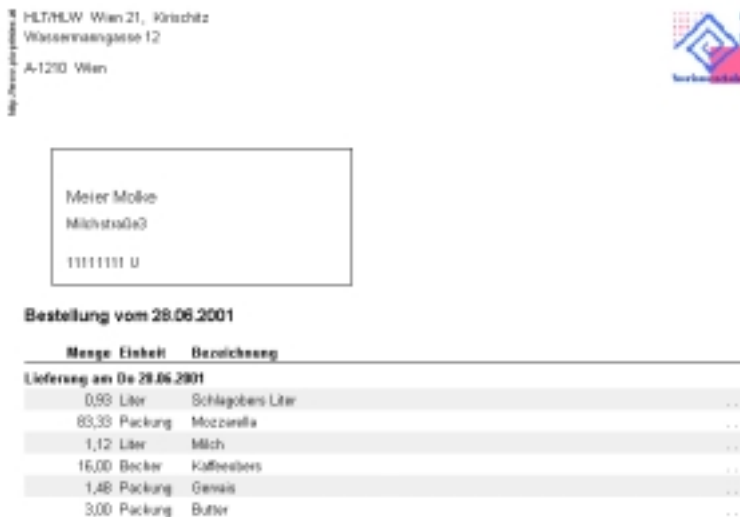 HLT/HLW Wien 21, Kirischitz
Wassermanngasse 12
A-1210 Wien
Meier Molke
Milchstraße3
11111111 U
Bestellung vom 28.06.2001
Menge Einheit Bezeichnung
Lieferung am Do 28.06.2001
0,93 Liter Schlagobers Liter . .
83,33 Packung Mozzarella . .
1,12 Liter Milch . .
16,00 Becher Kaffeeobers . .
1,48 Packung Gervais . .
3,00 Packung Butter . .